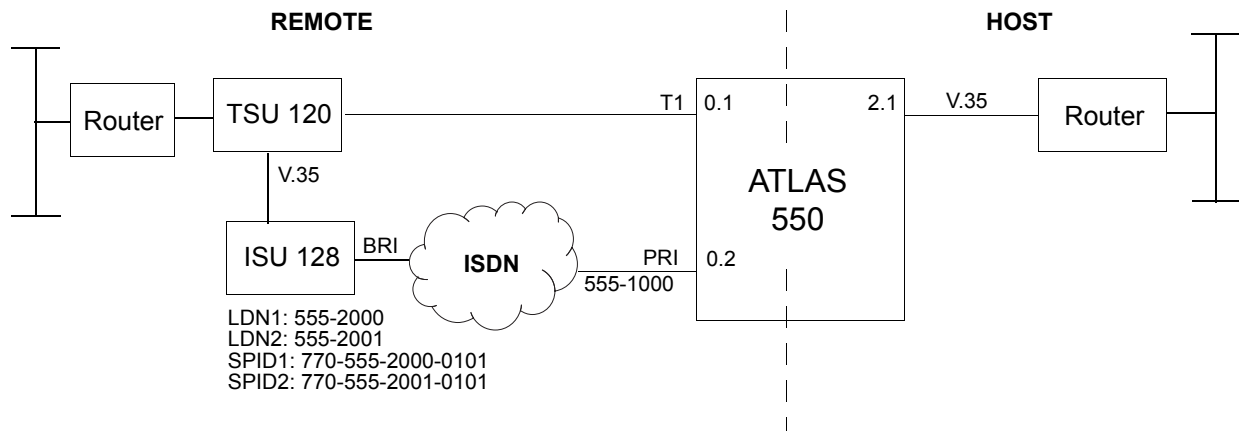 REMOTE
HOST
Router
TSU 120
T1
0.1
2.1
V.35
Router
V.35
ATLAS
550
ISU 128
BRI
ISDN
PRI
0.2
555-1000
LDN1: 555-2000
LDN2: 555-2001
SPID1: 770-555-2000-0101
SPID2: 770-555-2001-0101